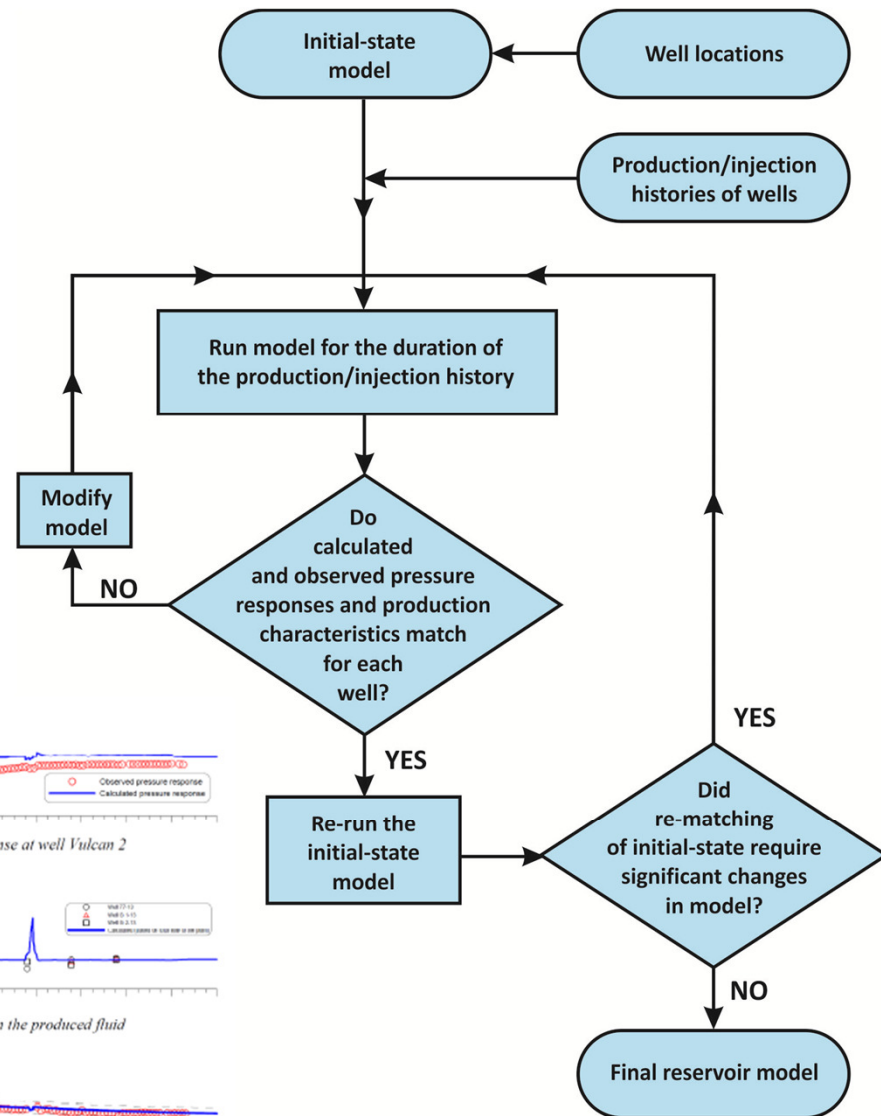 Initial-state
model
Well locations
Production/injection
histories of wells
Run model for the duration of
the production/injection history
Modify
model
Do
calculated
and observed pressure
responses and production
characteristics match
for each
well?
NO
YES
YES
Observed pressure response
Calculated pressure response
nse at well Vulcan 2
Re-run the
initial-state
model
Did
re-matching
of initial-state require
significant changes
in model?
n the produced fluid
NO
Final reservoir model